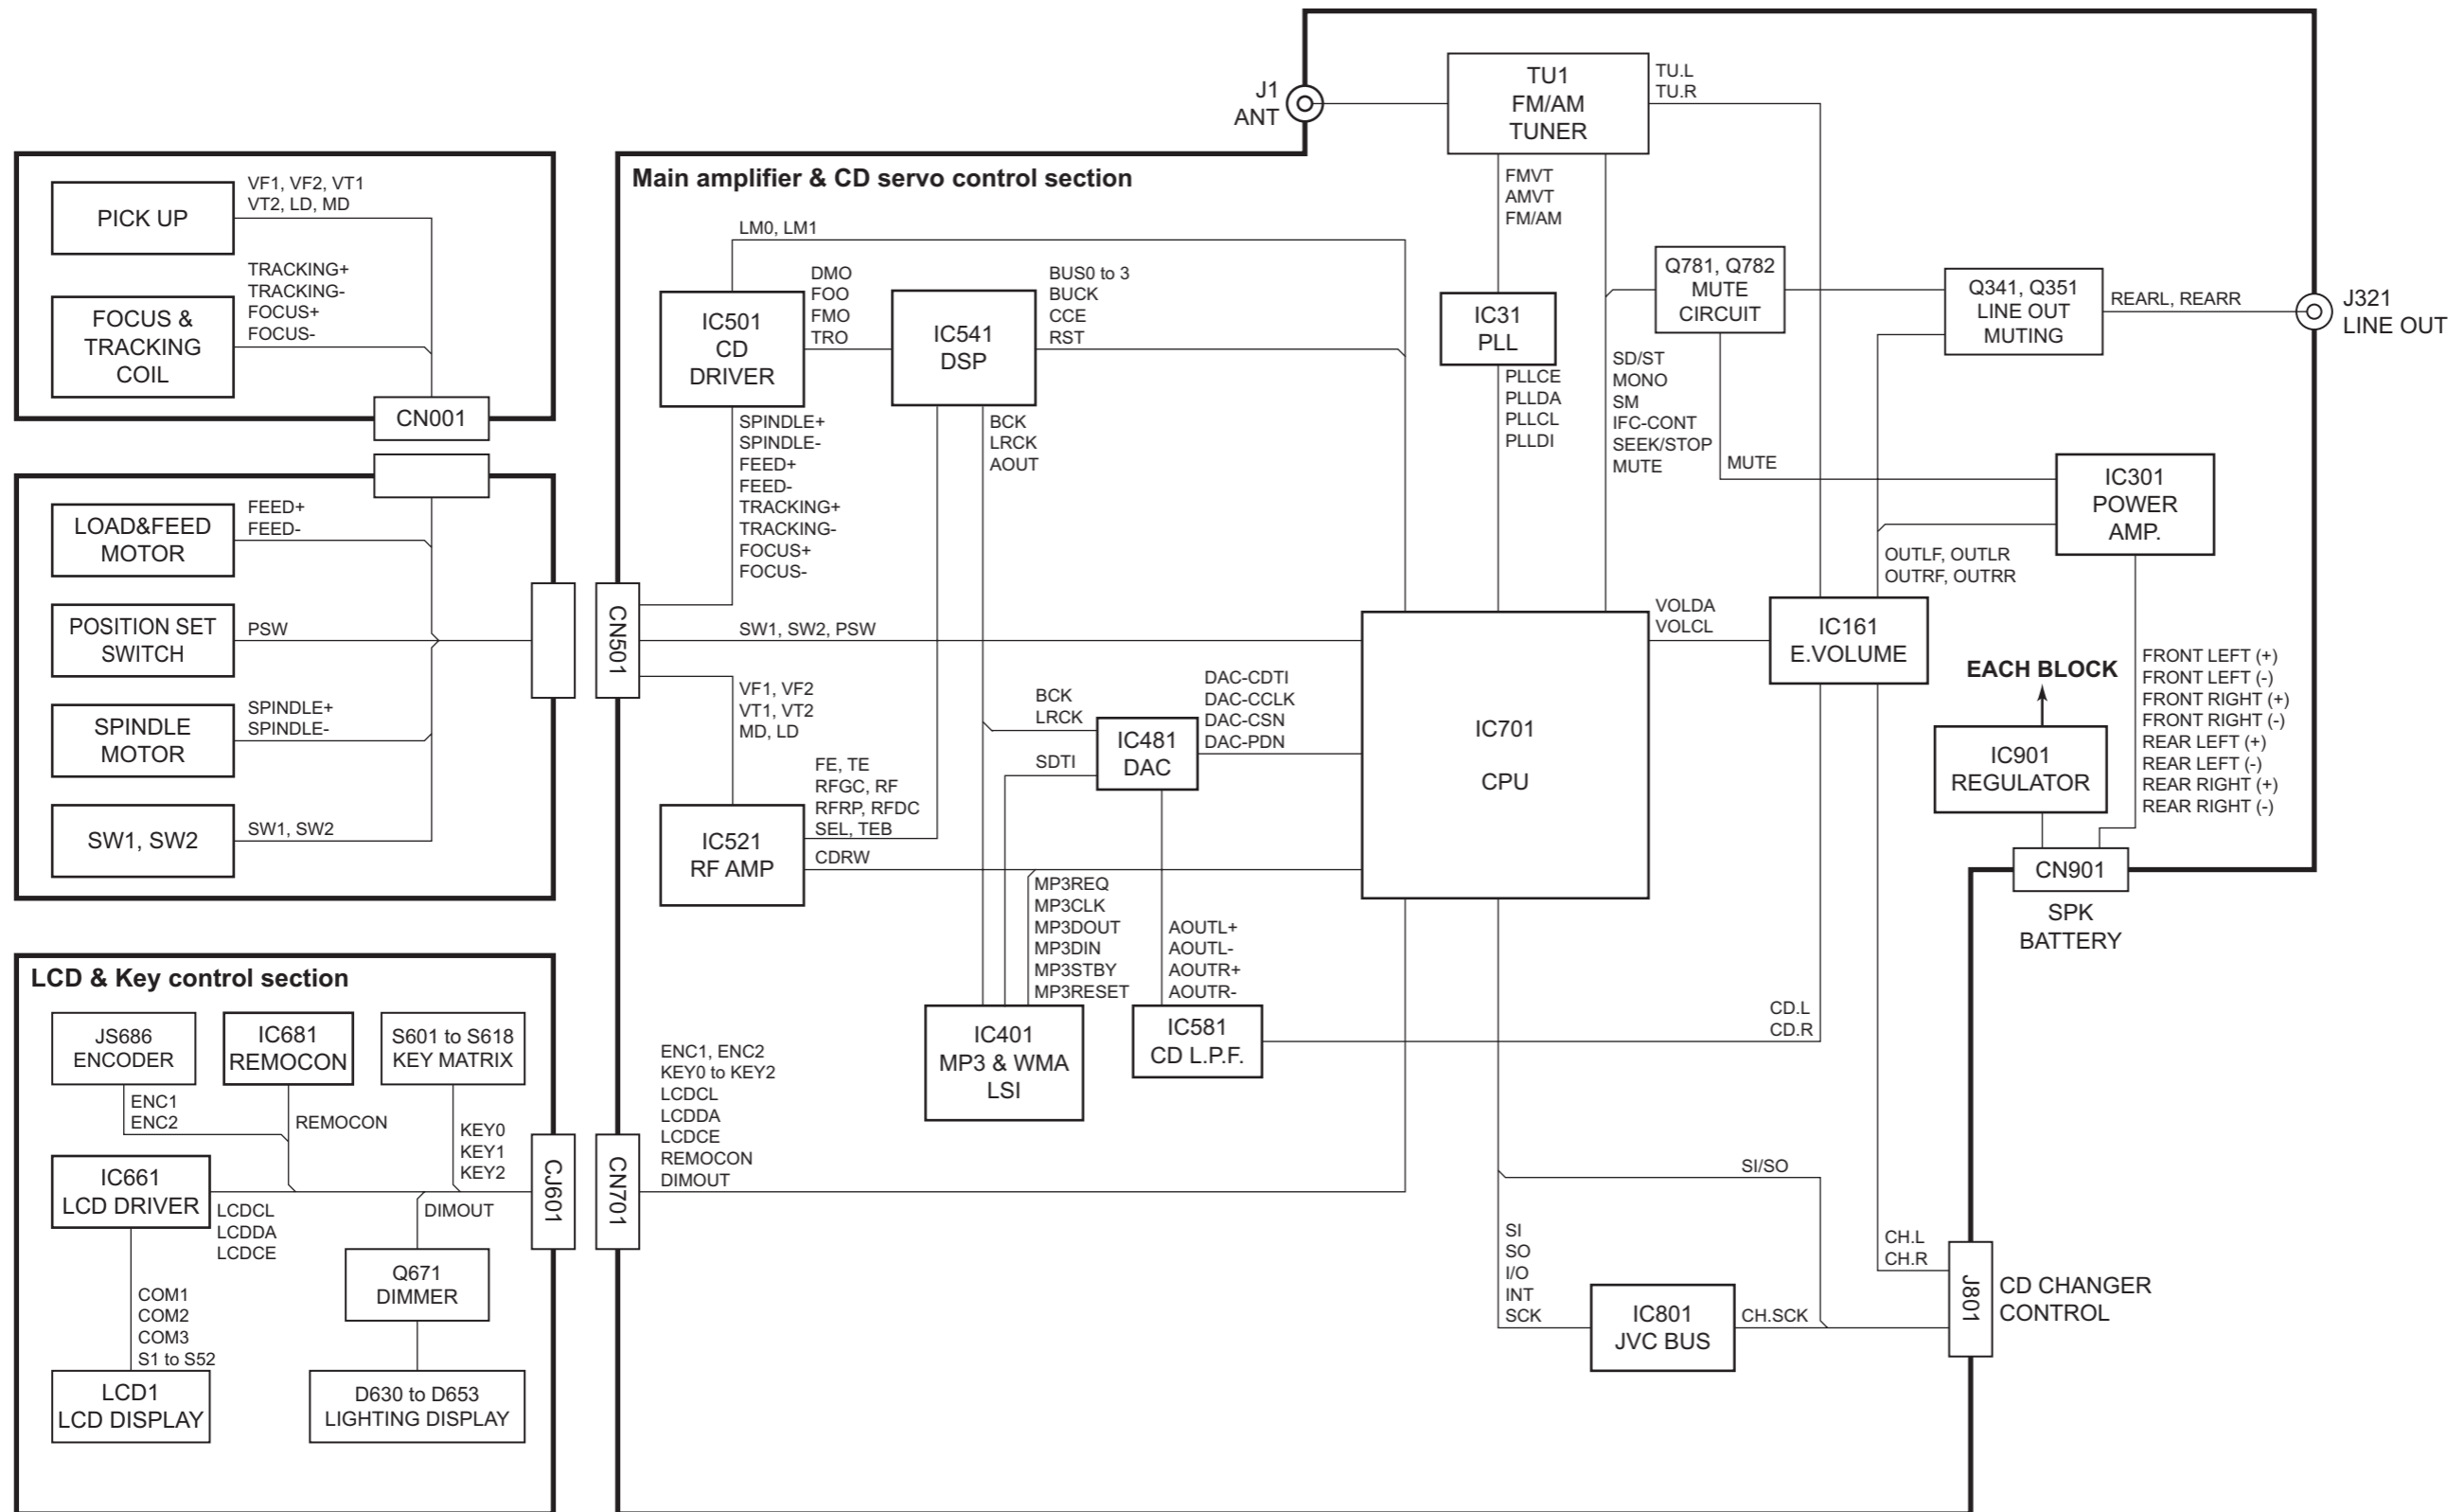 J1
ANT
TU1
FM/AM
TUNER
TU.L
TU.R
PICK UP
VF1, VF2, VT1
VT2, LD, MD
FOCUS &
TRACKING
COIL
TRACKING+
TRACKING-
FOCUS+
FOCUS-
CN001
LOAD&FEED
MOTOR
FEED+
FEED-
POSITION SET
SWITCH
PSW
SPINDLE
MOTOR
SPINDLE+
SPINDLE-
SW1, SW2
SW1, SW2
LCD & Key control section
JS686
ENCODER
IC681
REMOCON
S601 to S618
KEY MATRIX
ENC1
ENC2
REMOCON
KEY0
KEY1
KEY2
IC661
LCD DRIVER
LCDCL
LCDDA
LCDCE
DIMOUT
CJ601
Q671
DIMMER
COM1
COM2
COM3
S1 to S52
LCD1
LCD DISPLAY
D630 to D653
LIGHTING DISPLAY
Main amplifier & CD servo control section
LM0, LM1
IC501
CD
DRIVER
DMO
FOO
FMO
TRO
IC541
DSP
BUS0 to 3
BUCK
CCE
RST
SPINDLE+
SPINDLE-
FEED+
FEED-
TRACKING+
TRACKING-
FOCUS+
FOCUS-
BCK
LRCK
AOUT
CN501
SW1, SW2, PSW
VF1, VF2
VT1, VT2
MD, LD
IC521
RF AMP
FE, TE
RFGC, RF
RFRP, RFDC
SEL, TEB
CDRW
BCK
LRCK
SDTI
IC481
DAC
DAC-CDTI
DAC-CCLK
DAC-CSN
DAC-PDN
MP3REQ
MP3CLK
MP3DOUT
MP3DIN
MP3STBY
MP3RESET
AOUTL+
AOUTL-
AOUTR+
AOUTR-
IC401
MP3 & WMA
LSI
IC581
CD L.P.F.
CD.L
CD.R
CN701
ENC1, ENC2
KEY0 to KEY2
LCDCL
LCDDA
LCDCE
REMOCON
DIMOUT
FMVT
AMVT
FM/AM
IC31
PLL
PLLCE
PLLDA
PLLCL
PLLDI
SD/ST
MONO
SM
IFC-CONT
SEEK/STOP
MUTE
Q781, Q782
MUTE
CIRCUIT
MUTE
Q341, Q351
LINE OUT
MUTING
REARL, REARR
J321
LINE OUT
IC301
POWER
AMP.
OUTLF, OUTLR
OUTRF, OUTRR
IC701
CPU
VOLDA
VOLCL
IC161
E.VOLUME
EACH BLOCK
IC901
REGULATOR
FRONT LEFT (+)
FRONT LEFT (-)
FRONT RIGHT (+)
FRONT RIGHT (-)
REAR LEFT (+)
REAR LEFT (-)
REAR RIGHT (+)
REAR RIGHT (-)
CN901
SPK
BATTERY
SI/SO
SI
SO
I/O
INT
SCK
IC801
JVC BUS
CH.SCK
CH.L
CH.R
J801
CD CHANGER
CONTROL